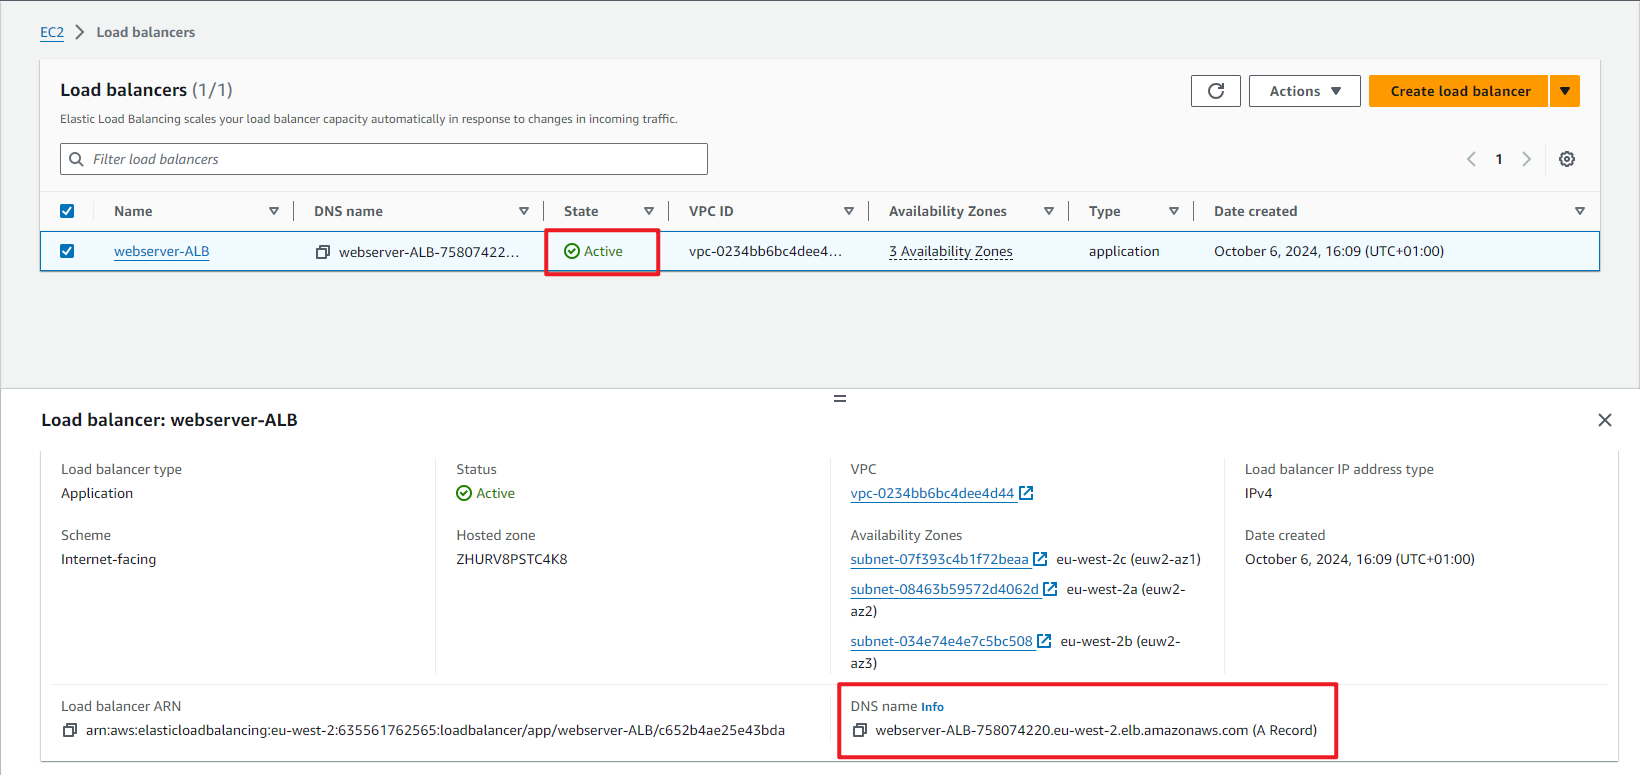 EC2 > Load balancers
Load balancers (1/1)
Actions
Create load balancer
Elastic Load Balancing scales your load balancer capacity automatically in response to changes in incoming traffic.
Filter load balancers
1
Name DNS name State VPC ID Availability Zones Type Date created
webserver-ALB webserver-ALB-75807422... Active vpc-0234bb6bc4dee4... 3 Availability Zones application October 6, 2024, 16:09 (UTC+01:00)
Load balancer: webserver-ALB
Load balancer type
Application
Status
Active
VPC
vpc-0234bb6bc4dee4d44
Load balancer IP address type
IPv4
Scheme
Internet-facing
Hosted zone
ZHURV8PSTC4K8
Availability Zones
subnet-07f393c4b1f72beaa eu-west-2c (euw2-az1)
subnet-08463b59572d4062d eu-west-2a (euw2-
az2)
subnet-034e74e4e7c5bc508 eu-west-2b (euw2-
az3)
Date created
October 6, 2024, 16:09 (UTC+01:00)
Load balancer ARN
arn:aws:elasticloadbalancing:eu-west-2:635561762565:loadbalancer/app/webserver-ALB/c652b4ae25e43bda
DNS name Info
webserver-ALB-758074220.eu-west-2.elb.amazonaws.com (A Record)